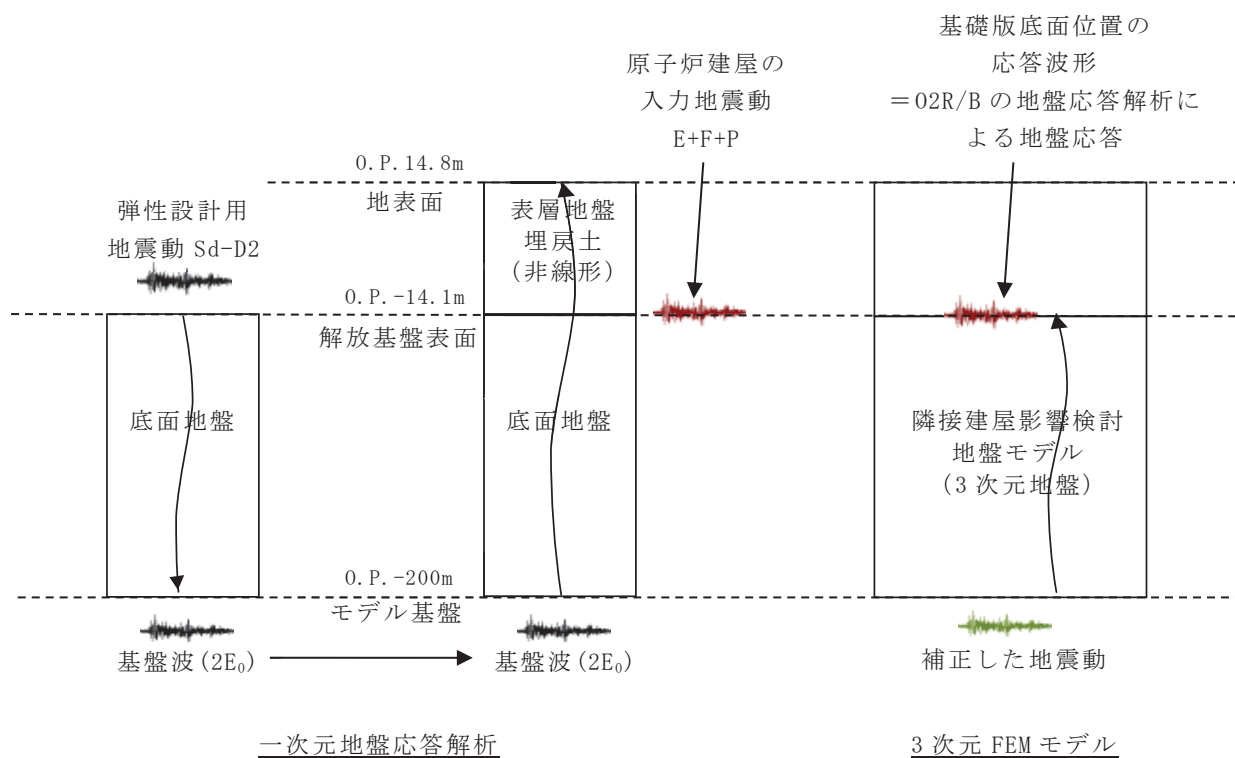 基礎版底面位置の
応答波形
＝O2R/B の地盤応答解析に
よる地盤応答
原子炉建屋の
入力地震動
E+F+P
O.P.14.8m
地表面
弾性設計用
地震動 Sd-D2
表層地盤
埋戻土
(非線形)
O.P.-14.1m
解放基盤表面
底面地盤
底面地盤
隣接建屋影響検討
地盤モデル
(3 次元地盤)
O.P.-200m
モデル基盤
基盤波(2E₀)
基盤波(2E₀)
補正した地震動
一次元地盤応答解析
3 次元 FEM モデル